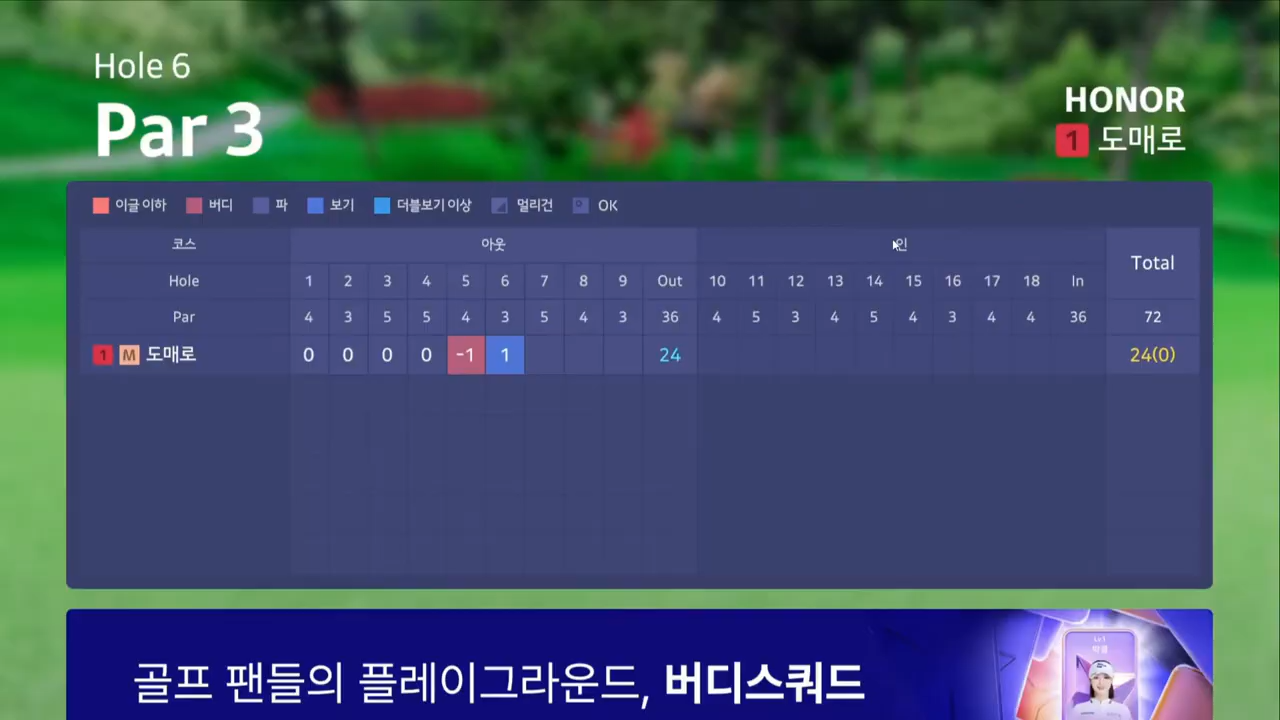 Hole 6
Par 3
HONOR
1 도매로
이글 이하 버디 파 보기 더블보기 이상 멀리건 OK
코스 아웃 인 Total
Hole 1 2 3 4 5 6 7 8 9 Out 10 11 12 13 14 15 16 17 18 In
Par 4 3 5 5 4 3 5 4 3 36 4 5 3 4 5 4 3 4 4 36 72
1 M 도매로 0 0 0 0 -1 1 24 24(0)
골프 팬들의 플레이그라운드, 버디스쿼드
Lv.1